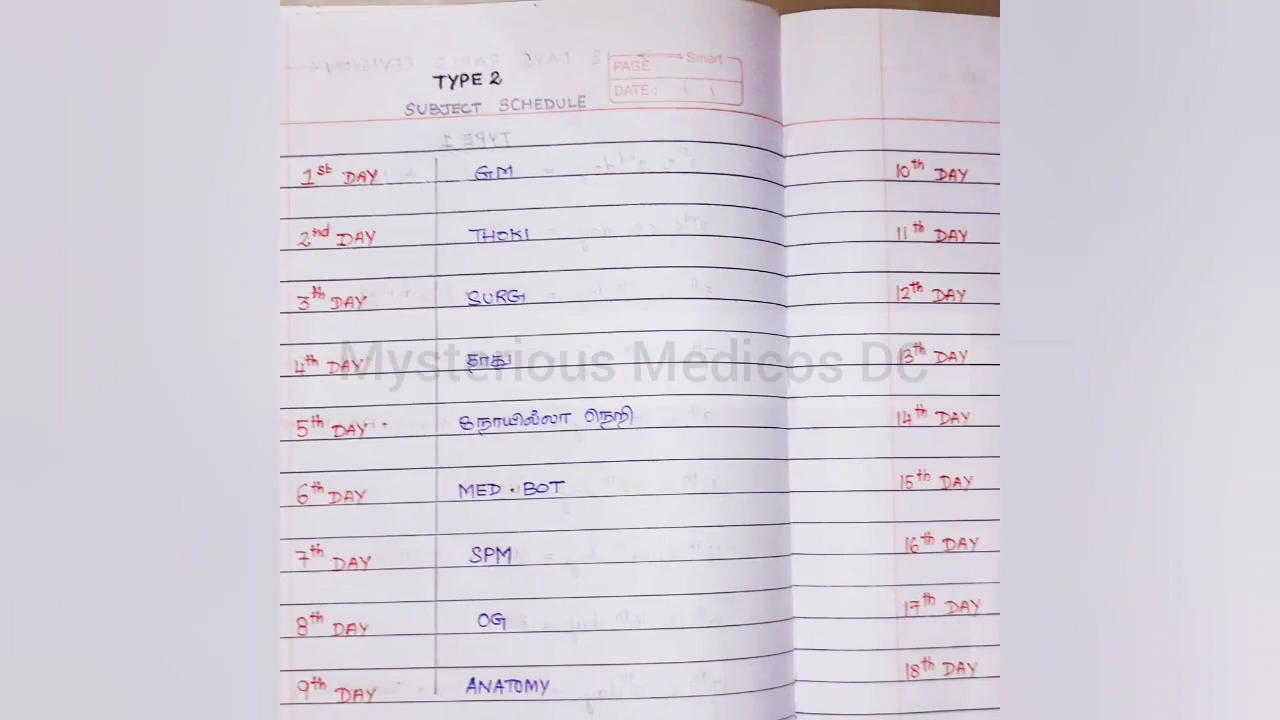 PAGE
Smart
DATE :
TYPE 2
SUBJECT SCHEDULE
1st DAY GM
2nd DAY THOKI
3th DAY SURG
4th DAY தாது
5th DAY நோயில்லா நெறி
6th DAY MED. BOT
7th DAY SPM
8th DAY OG
9th DAY ANATOMY
10th DAY
11th DAY
12th DAY
13th DAY
14th DAY
15th DAY
16th DAY
17th DAY
18th DAY
Mysterious Medicos DC